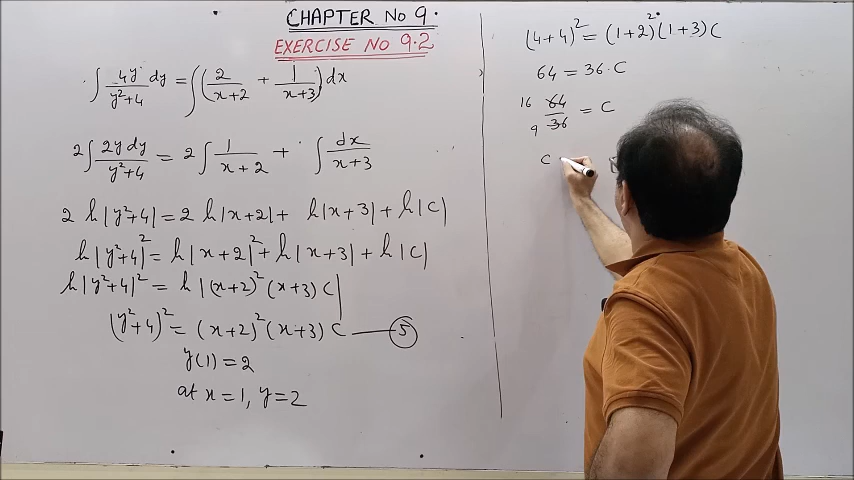 CHAPTER No 9.
EXERCISE No 9.2
∫ 4y/(y²+4) dy = ∫ (2/(x+2) + 1/(x+3)) dx
2∫ 2y dy/(y²+4) = 2∫ 1/(x+2) + ∫ dx/(x+3)
2 ln|y²+4| = 2 ln|x+2| + ln|x+3| + ln|C|
ln|y²+4|² = ln|x+2|² + ln|x+3| + ln|C|
ln|y²+4|² = ln|(x+2)²(x+3)C|
(y²+4)² = (x+2)²(x+3)C — 5
y(1) = 2
at x=1, y=2
(4+4)² = (1+2)²(1+3)C
64 = 36·C
16 64/36 9 = C
C